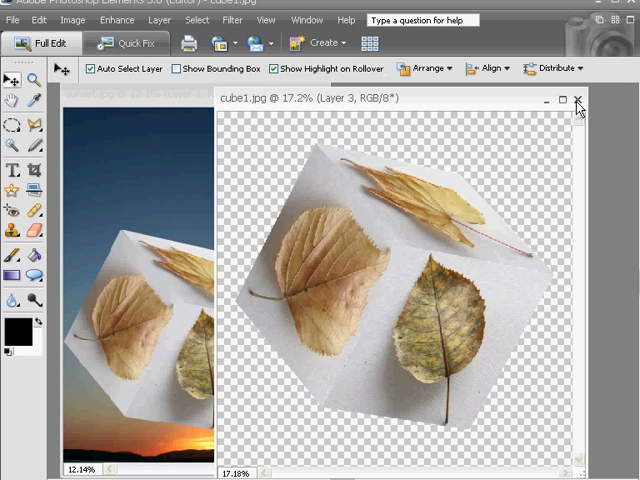 Adobe Photoshop Elements 5.0 (Editor) - cube1.jpg
File Edit Image Enhance Layer Select Filter View Window Help Type a question for help
Full Edit Quick Fix Create
Auto Select Layer Show Bounding Box Show Highlight on Rollover Arrange Align Distribute
cube1.jpg @ 17.2% (Layer 3, RGB/8*)
12.14%
17.18%